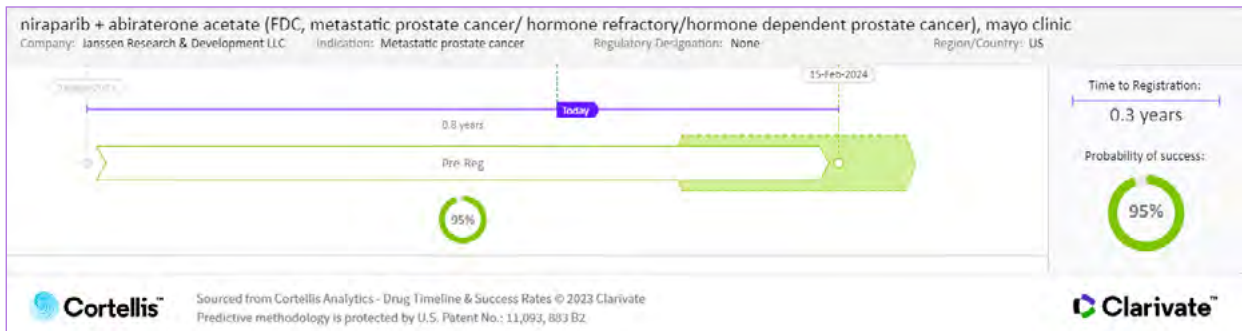 niraparib + abiraterone acetate (FDC, metastatic prostate cancer/ hormone refractory/hormone dependent prostate cancer), mayo clinic
Company: Janssen Research & Development LLC Indication: Metastatic prostate cancer Regulatory Designation: None Region/Country: US
15-Feb-2024
Today
0.8 years
Pre Reg
95%
Time to Registration:
0.3 years
Probability of success:
95%
Cortellis™
Sourced from Cortellis Analytics - Drug Timeline & Success Rates © 2023 Clarivate
Predictive methodology is protected by U.S. Patent No.: 11,093, 883 B2
Clarivate™